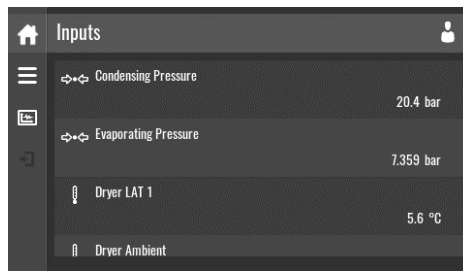 Inputs
Condensing Pressure
20.4 bar
Evaporating Pressure
7.359 bar
Dryer LAT 1
5.6 °C
Dryer Ambient